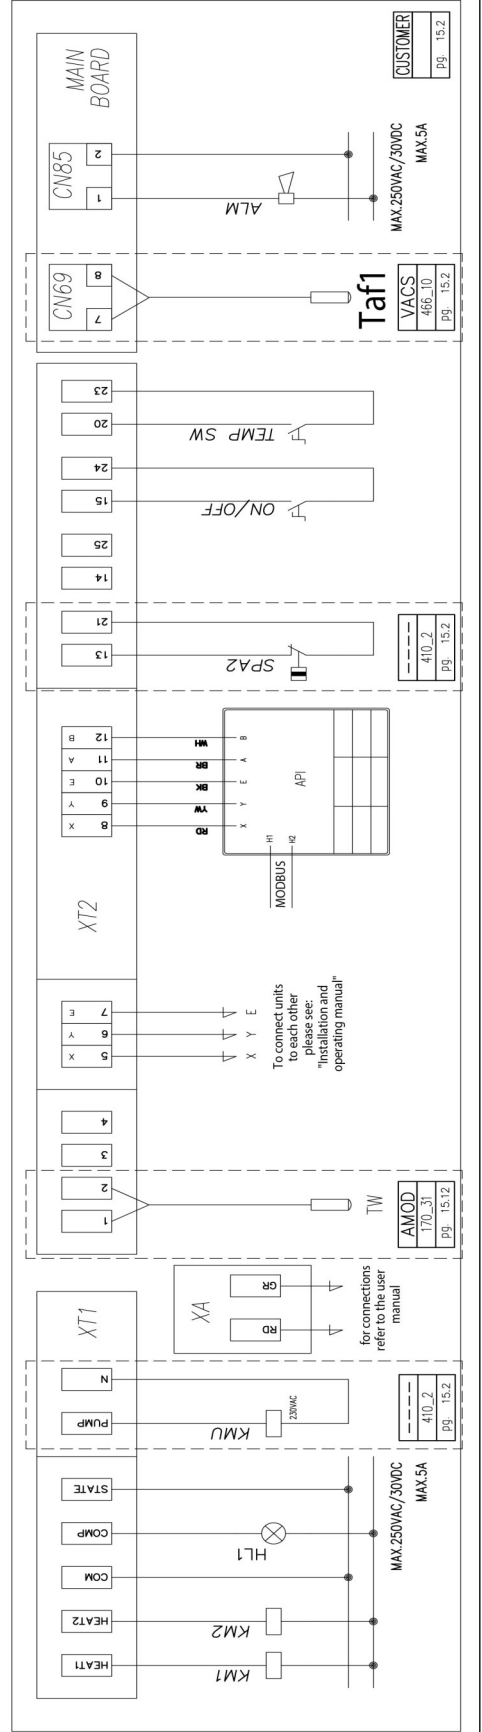 XT1
HEAT1
HEAT2
COM
COMP
STATE
PUMP
N
KM1
KM2
HL1
KMU
230VAC
MAX.250VAC/30VDC
MAX.5A
-----
410_2
pg. 15.2
XA
RD
GR
for connections
refer to the user
manual
1
2
3
4
TW
AMOD
170_31
pg. 15.12
XT2
5 X
6 Y
7 E
X Y E
To connect units
to each other
please see:
"Installation and
operating manual"
8 X
9 Y
10 E
11 A
12 B
RD
YW
BK
BR
WH
X Y E A B
H1
H2
MODBUS
API
13
21
14
25
15
24
20
23
SPA2
ON/OFF
TEMP SW
-----
410_2
pg. 15.2
MAIN
BOARD
CN69
7
8
CN85
1
2
Taf1
ALM
VACS
466_10
pg. 15.2
MAX.250VAC/30VDC
MAX.5A
CUSTOMER
pg. 15.2